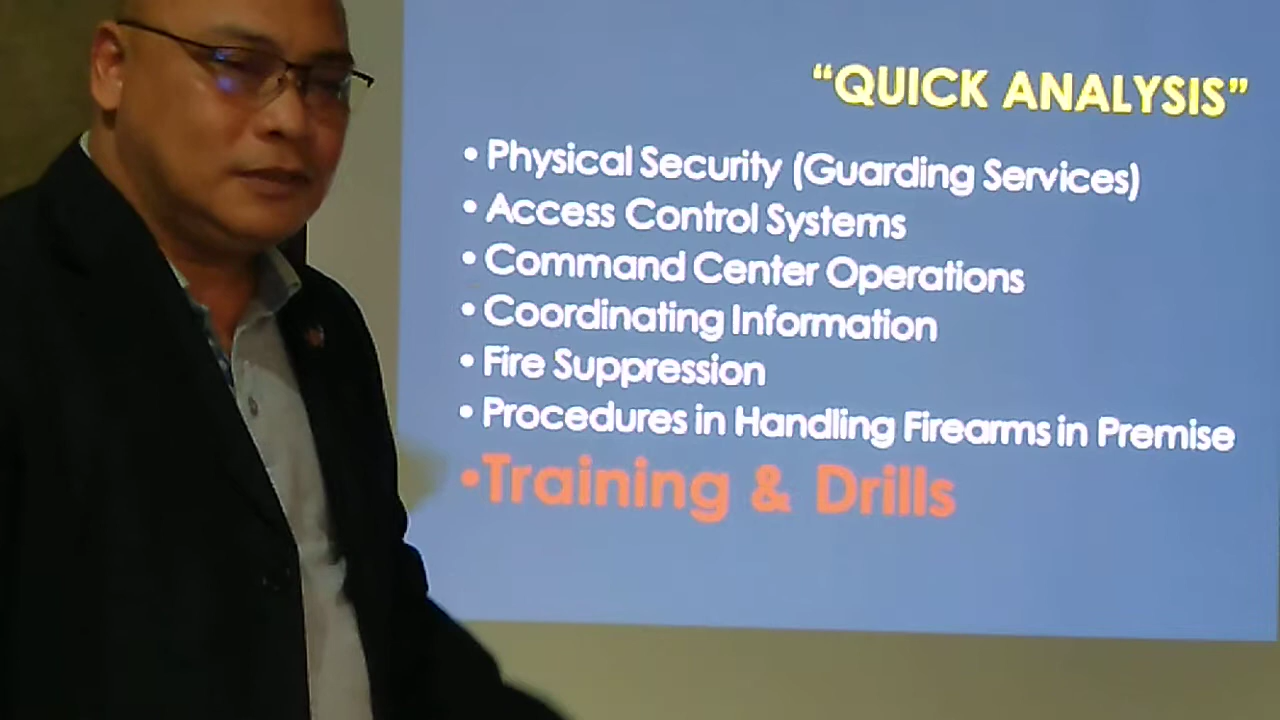 “QUICK ANALYSIS”
• Physical Security (Guarding Services)
• Access Control Systems
• Command Center Operations
• Coordinating Information
• Fire Suppression
• Procedures in Handling Firearms in Premise
• Training & Drills